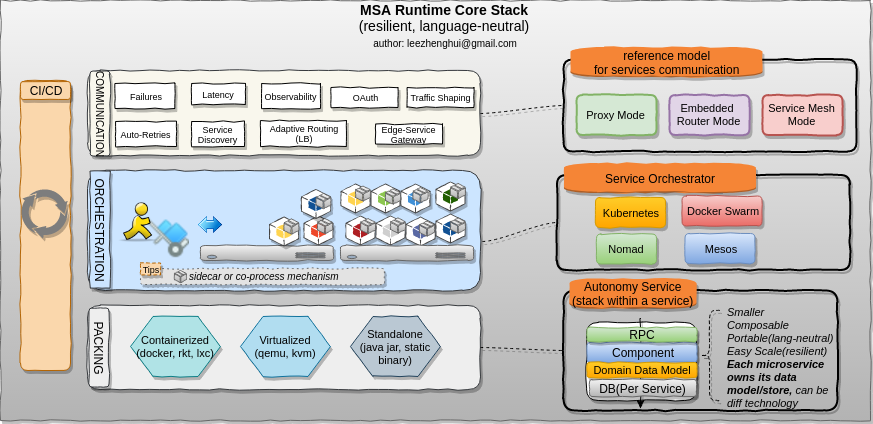 MSA Runtime Core Stack
(resilient, language-neutral)
author: leezhenghui@gmail.com
CI/CD
COMMUNICATION
Failures
Latency
Observability
OAuth
Traffic Shaping
Auto-Retries
Service
Discovery
Adaptive Routing
(LB)
Edge-Service
Gateway
reference model
for services communication
Proxy Mode
Embedded
Router Mode
Service Mesh
Mode
ORCHESTRATION
Tips
sidecar or co-process mechanism
Service Orchestrator
Kubernetes
Docker Swarm
Nomad
Mesos
PACKING
Containerized
(docker, rkt, lxc)
Virtualized
(qemu, kvm)
Standalone
(java jar, static
binary)
Autonomy Service
(stack within a service)
RPC
Component
Domain Data Model
DB(Per Service)
Smaller
Composable
Portable(lang-neutral)
Easy Scale(resilient)
Each microservice
owns its data
model/store, can be
diff technology